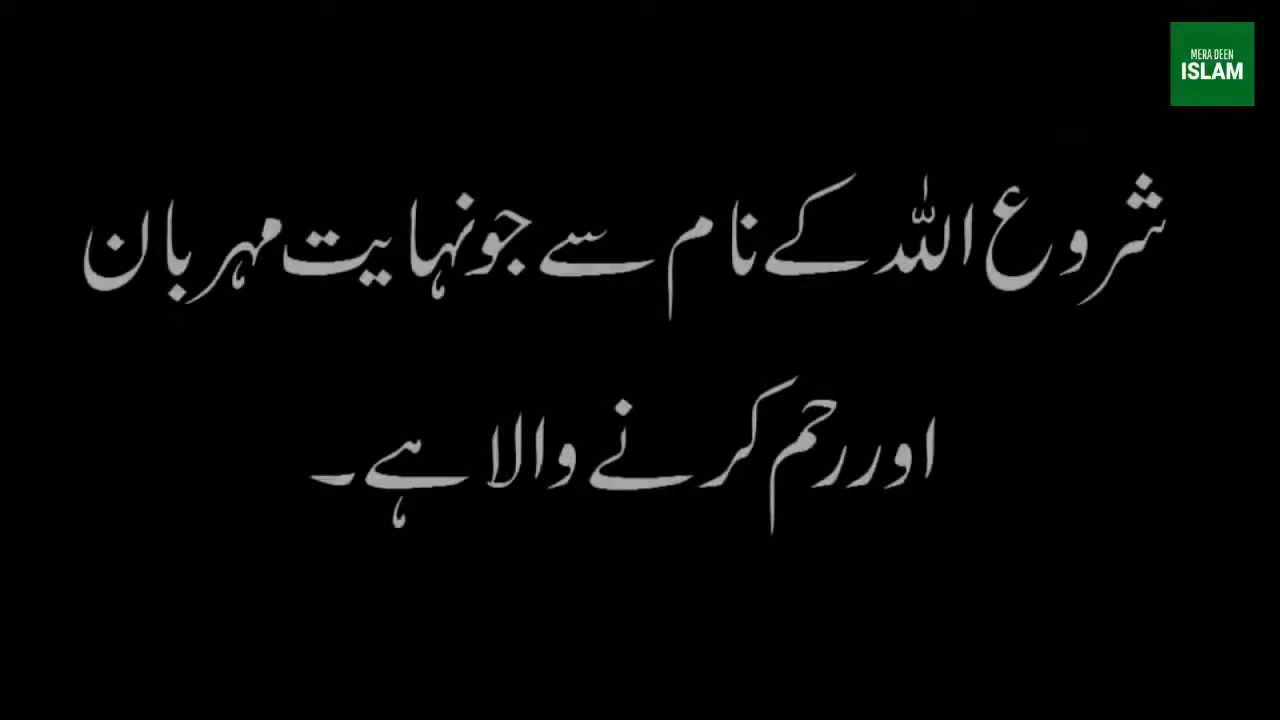 MERA DEEN
ISLAM
شروع اللہ کے نام سے جو نہایت مہربان
اور رحم کرنے والا ہے۔